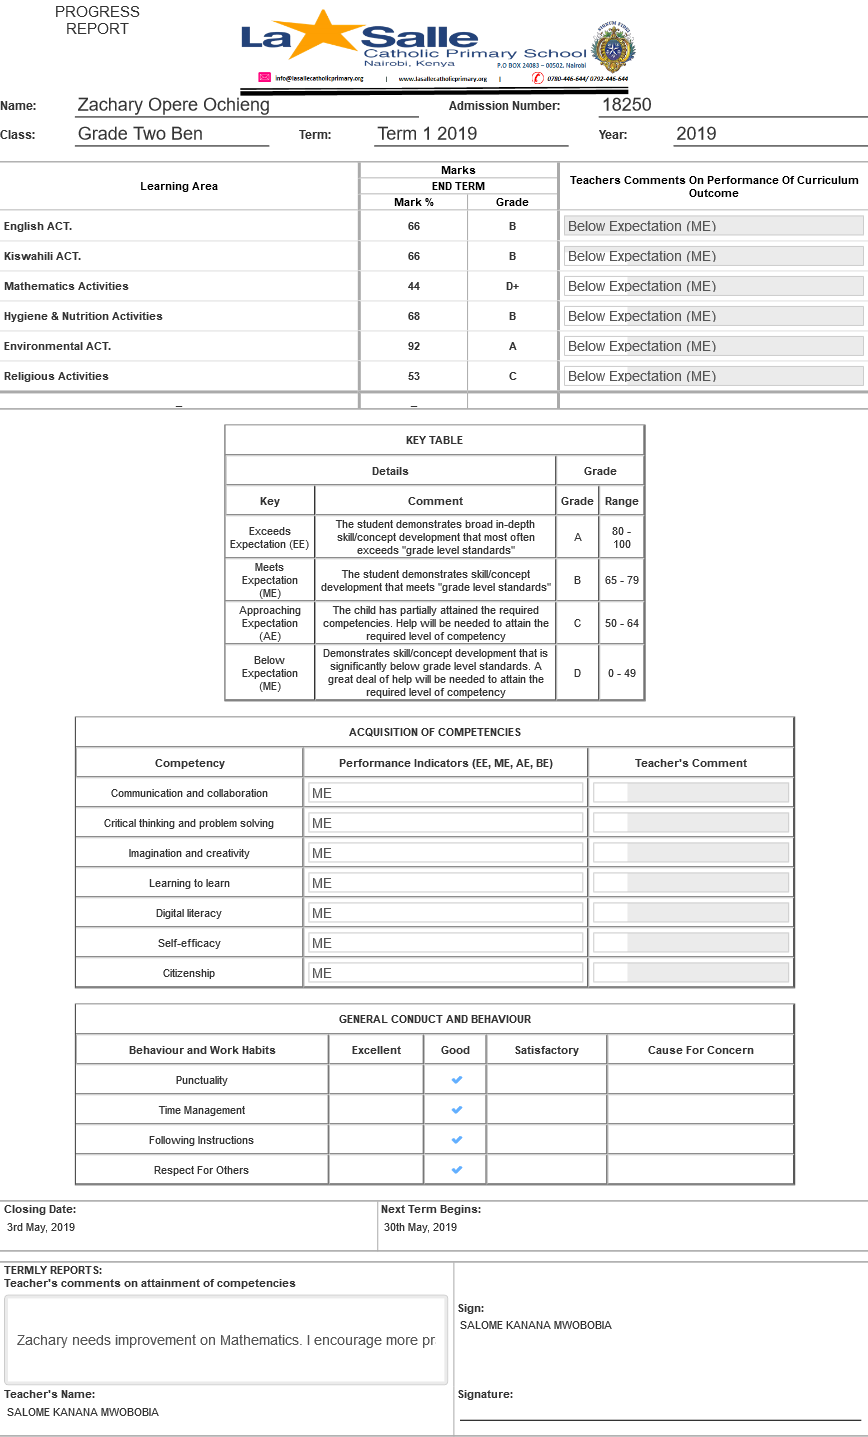 PROGRESS
REPORT
La Salle
Catholic Primary School
Nairobi, Kenya
P.O BOX 24083 – 00502, Nairobi
info@lasallecatholicprimary.org | www.lasallecatholicprimary.org | 0780-446-644/ 0792-446-644
Name: Zachary Opere Ochieng Admission Number: 18250
Class: Grade Two Ben Term: Term 1 2019 Year: 2019
Learning Area Marks Teachers Comments On Performance Of Curriculum Outcome
END TERM
Mark % Grade
English ACT. 66 B Below Expectation (ME)
Kiswahili ACT. 66 B Below Expectation (ME)
Mathematics Activities 44 D+ Below Expectation (ME)
Hygiene & Nutrition Activities 68 B Below Expectation (ME)
Environmental ACT. 92 A Below Expectation (ME)
Religious Activities 53 C Below Expectation (ME)
_ _
KEY TABLE
Details Grade
Key Comment Grade Range
Exceeds Expectation (EE) The student demonstrates broad in-depth skill/concept development that most often exceeds "grade level standards" A 80 - 100
Meets Expectation (ME) The student demonstrates skill/concept development that meets "grade level standards" B 65 - 79
Approaching Expectation (AE) The child has partially attained the required competencies. Help will be needed to attain the required level of competency C 50 - 64
Below Expectation (ME) Demonstrates skill/concept development that is significantly below grade level standards. A great deal of help will be needed to attain the required level of competency D 0 - 49
ACQUISITION OF COMPETENCIES
Competency Performance Indicators (EE, ME, AE, BE) Teacher's Comment
Communication and collaboration ME
Critical thinking and problem solving ME
Imagination and creativity ME
Learning to learn ME
Digital literacy ME
Self-efficacy ME
Citizenship ME
GENERAL CONDUCT AND BEHAVIOUR
Behaviour and Work Habits Excellent Good Satisfactory Cause For Concern
Punctuality
Time Management
Following Instructions
Respect For Others
Closing Date: Next Term Begins:
3rd May, 2019 30th May, 2019
TERMLY REPORTS:
Teacher's comments on attainment of competencies
Zachary needs improvement on Mathematics. I encourage more pr
Sign:
SALOME KANANA MWOBOBIA
Teacher's Name: Signature:
SALOME KANANA MWOBOBIA